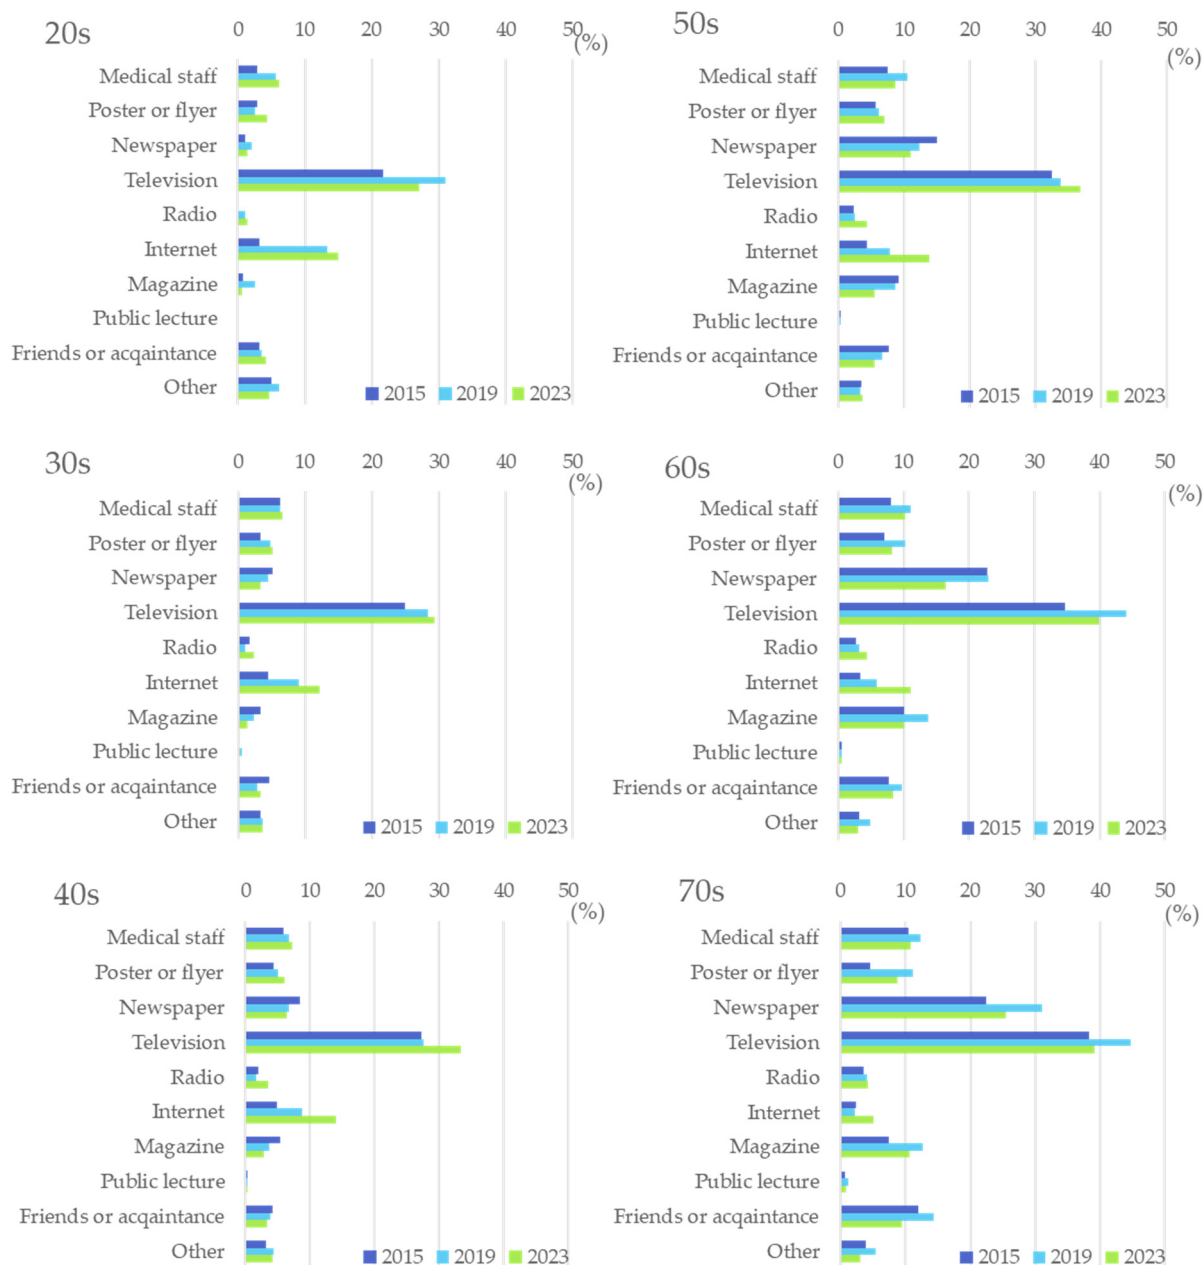 20s
0 10 20 30 40 50
(%)
Medical staff
Poster or flyer
Newspaper
Television
Radio
Internet
Magazine
Public lecture
Friends or acqaintance
Other
2015 2019 2023
50s
0 10 20 30 40 50
(%)
Medical staff
Poster or flyer
Newspaper
Television
Radio
Internet
Magazine
Public lecture
Friends or acqaintance
Other
2015 2019 2023
30s
0 10 20 30 40 50
(%)
Medical staff
Poster or flyer
Newspaper
Television
Radio
Internet
Magazine
Public lecture
Friends or acqaintance
Other
2015 2019 2023
60s
0 10 20 30 40 50
(%)
Medical staff
Poster or flyer
Newspaper
Television
Radio
Internet
Magazine
Public lecture
Friends or acqaintance
Other
2015 2019 2023
40s
0 10 20 30 40 50
(%)
Medical staff
Poster or flyer
Newspaper
Television
Radio
Internet
Magazine
Public lecture
Friends or acqaintance
Other
2015 2019 2023
70s
0 10 20 30 40 50
(%)
Medical staff
Poster or flyer
Newspaper
Television
Radio
Internet
Magazine
Public lecture
Friends or acqaintance
Other
2015 2019 2023